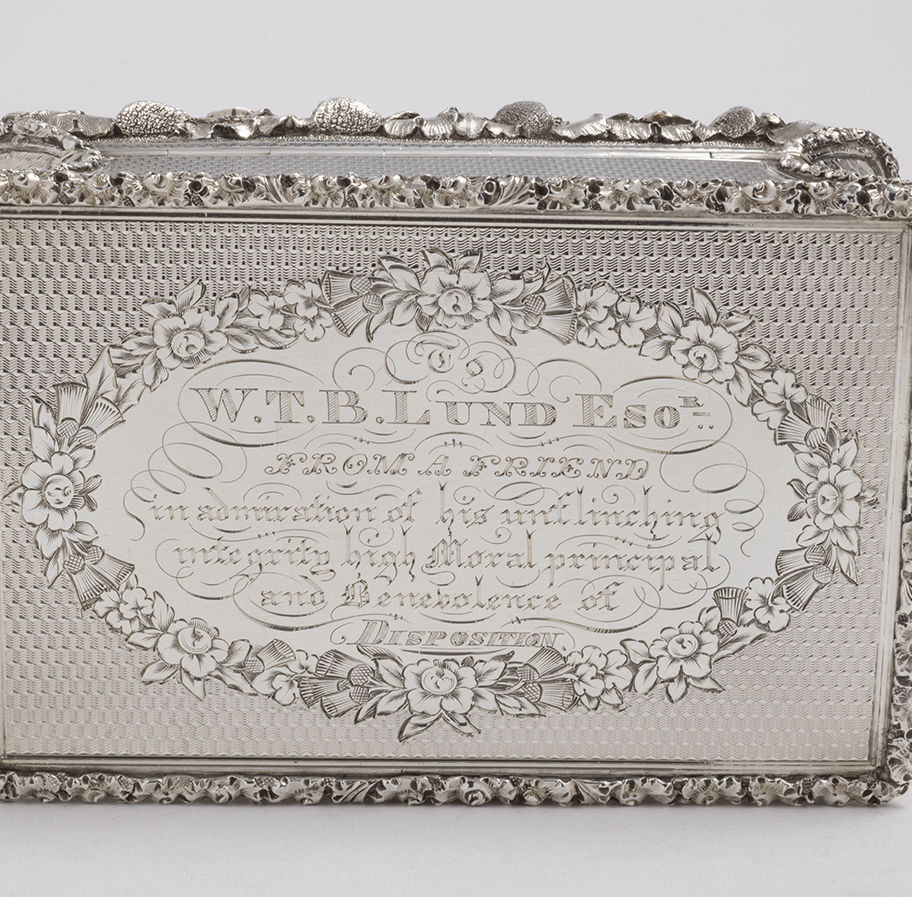 To
W.T.B. LUND ESQR
FROM A FRIEND
in admiration of his unflinching
integrity high Moral principal
and Benevolence of
DISPOSITION